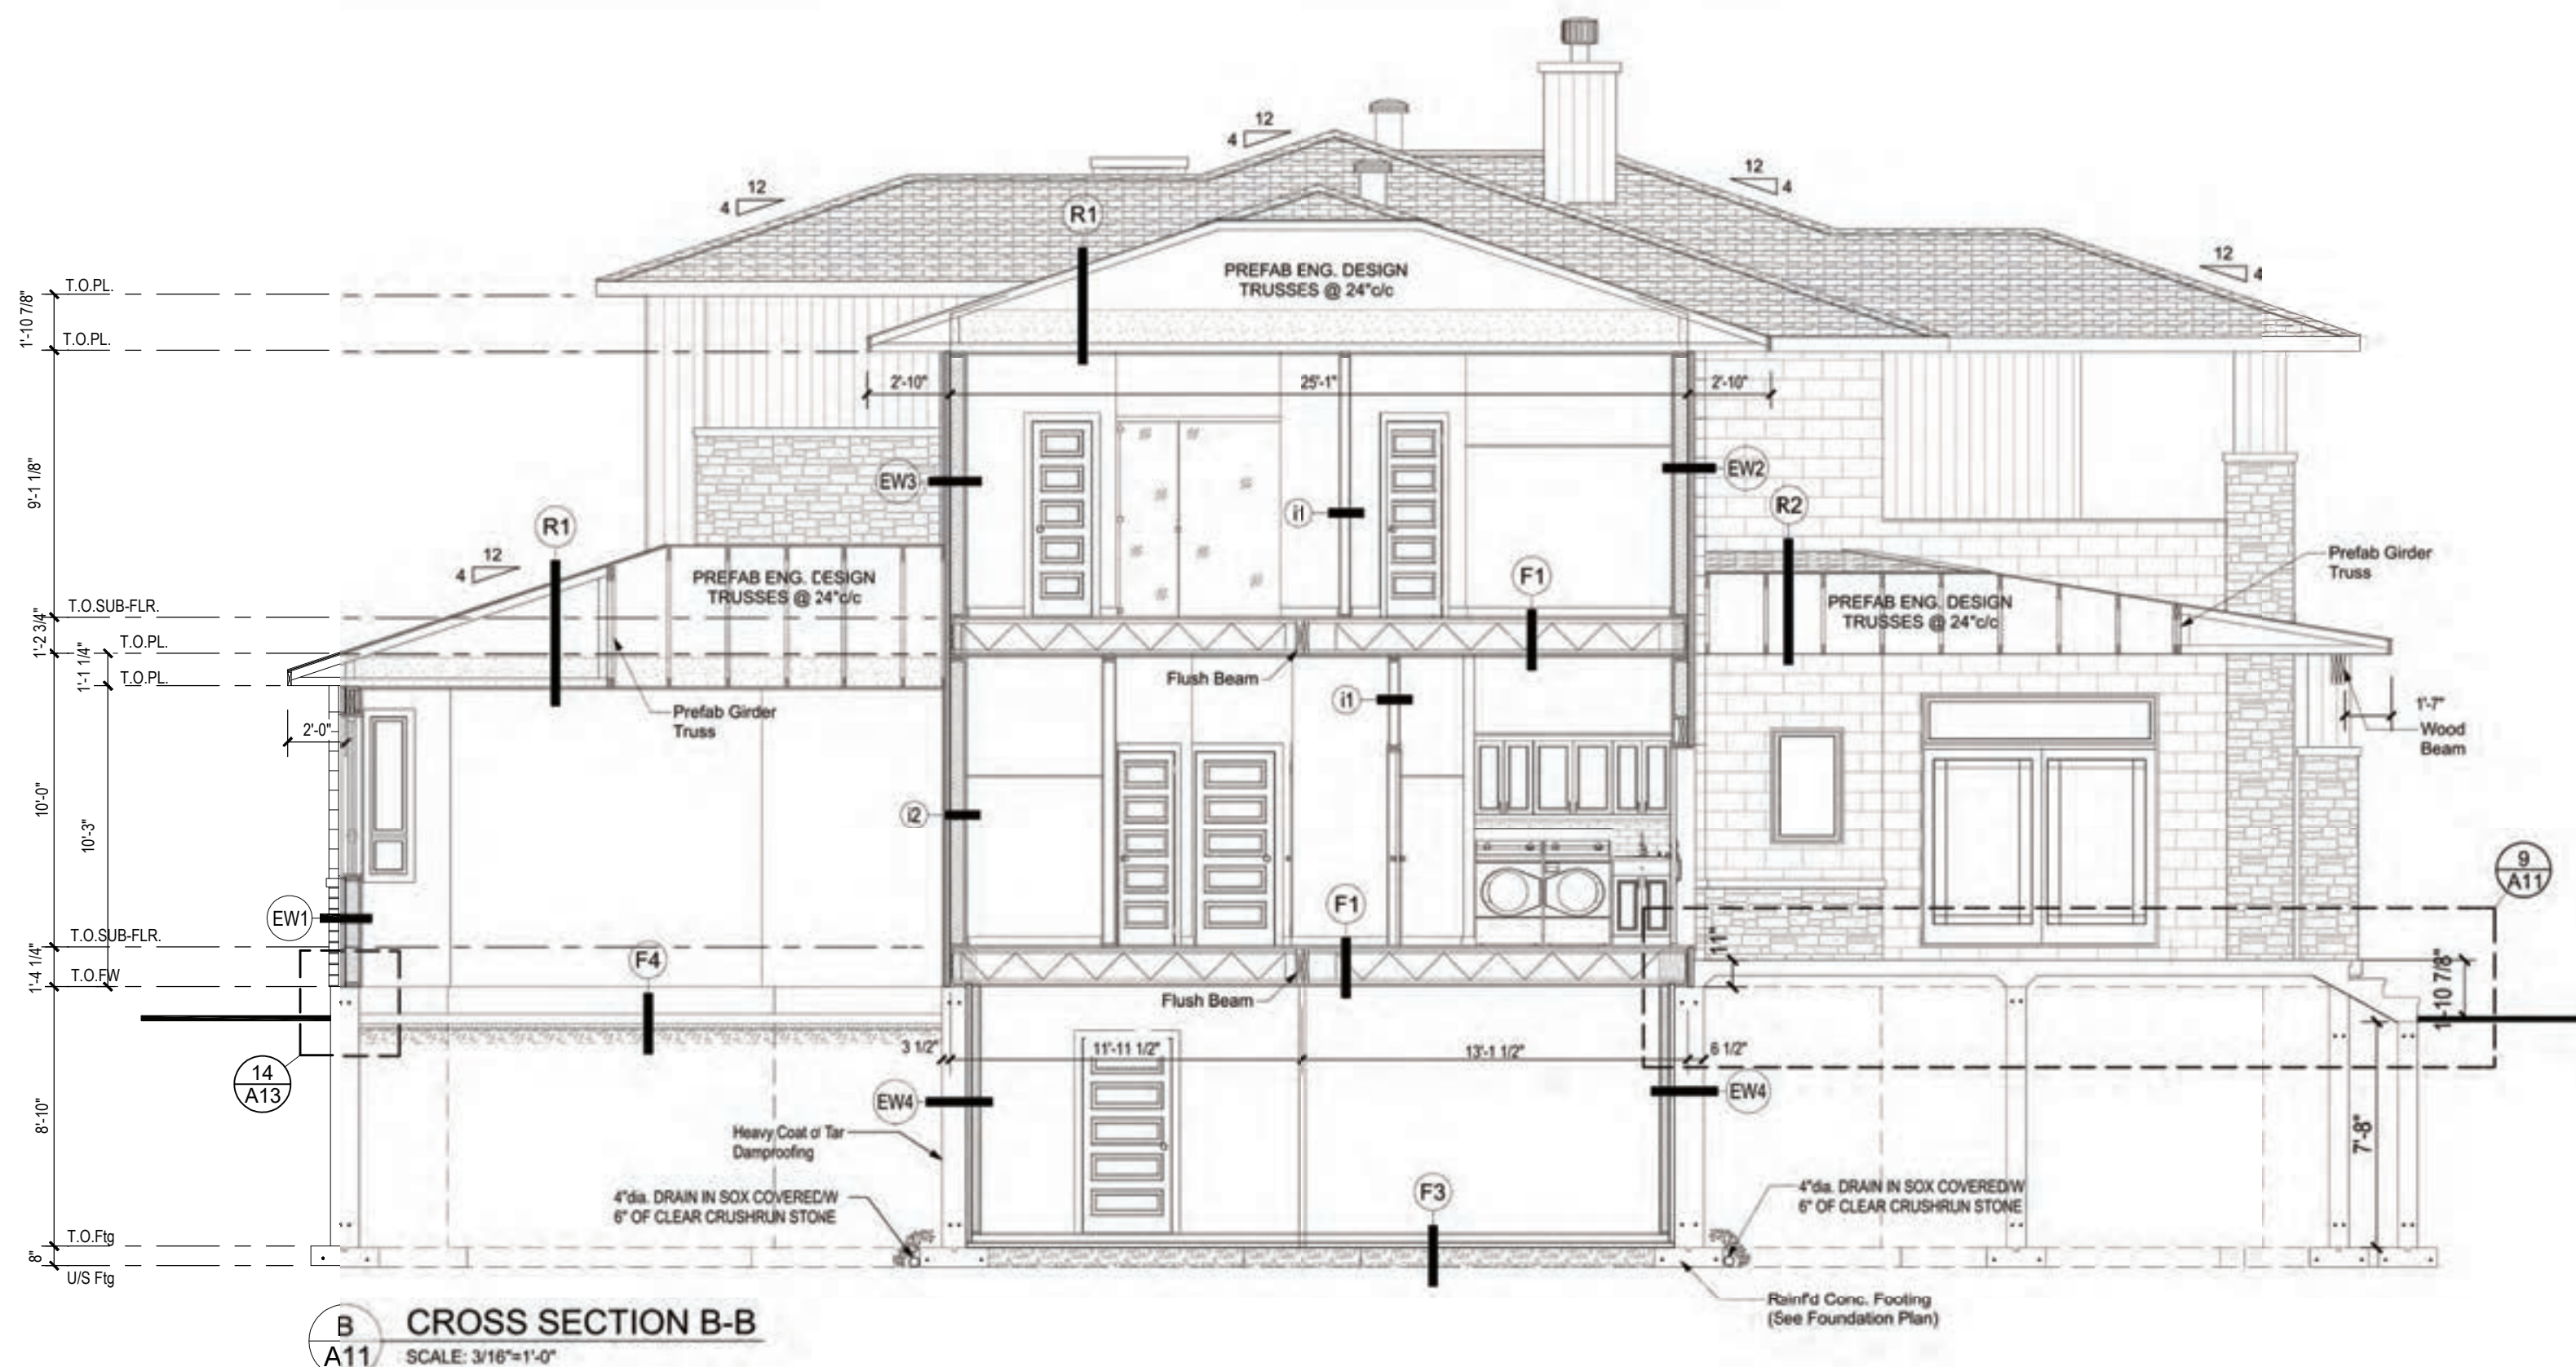 12
4
12
4
12
4
12
4
R1
PREFAB ENG. DESIGN
TRUSSES @ 24"c/c
T.O.PL.
1'-10 7/8"
T.O.PL.
2'-10"
25'-1"
2'-10"
9'-1 1/8"
EW3
i1
EW2
R2
R1
12
4
PREFAB ENG. DESIGN
TRUSSES @ 24"c/c
F1
Prefab Girder
Truss
PREFAB ENG. DESIGN
TRUSSES @ 24"c/c
T.O.SUB-FLR.
1'-2 3/4"
T.O.PL.
1'-1 1/4"
T.O.PL.
Flush Beam
i1
Prefab Girder
Truss
2'-0"
1'-7"
Wood
Beam
10'-0"
10'-3"
i2
9
A11
EW1
F1
T.O.SUB-FLR.
1'-4 1/4"
T.O.FW
F4
11"
1'-10 7/8"
Flush Beam
3 1/2"
11'-11 1/2"
13'-1 1/2"
6 1/2"
14
A13
EW4
EW4
8'-10"
7'-8"
Heavy Coat of Tar
Damproofing
4"dia. DRAIN IN SOX COVERED/W
6" OF CLEAR CRUSHRUN STONE
F3
4"dia. DRAIN IN SOX COVERED/W
6" OF CLEAR CRUSHRUN STONE
T.O.Ftg
8"
U/S Ftg
Rainf'd Conc. Footing
(See Foundation Plan)
B
A11
CROSS SECTION B-B
SCALE: 3/16"=1'-0"